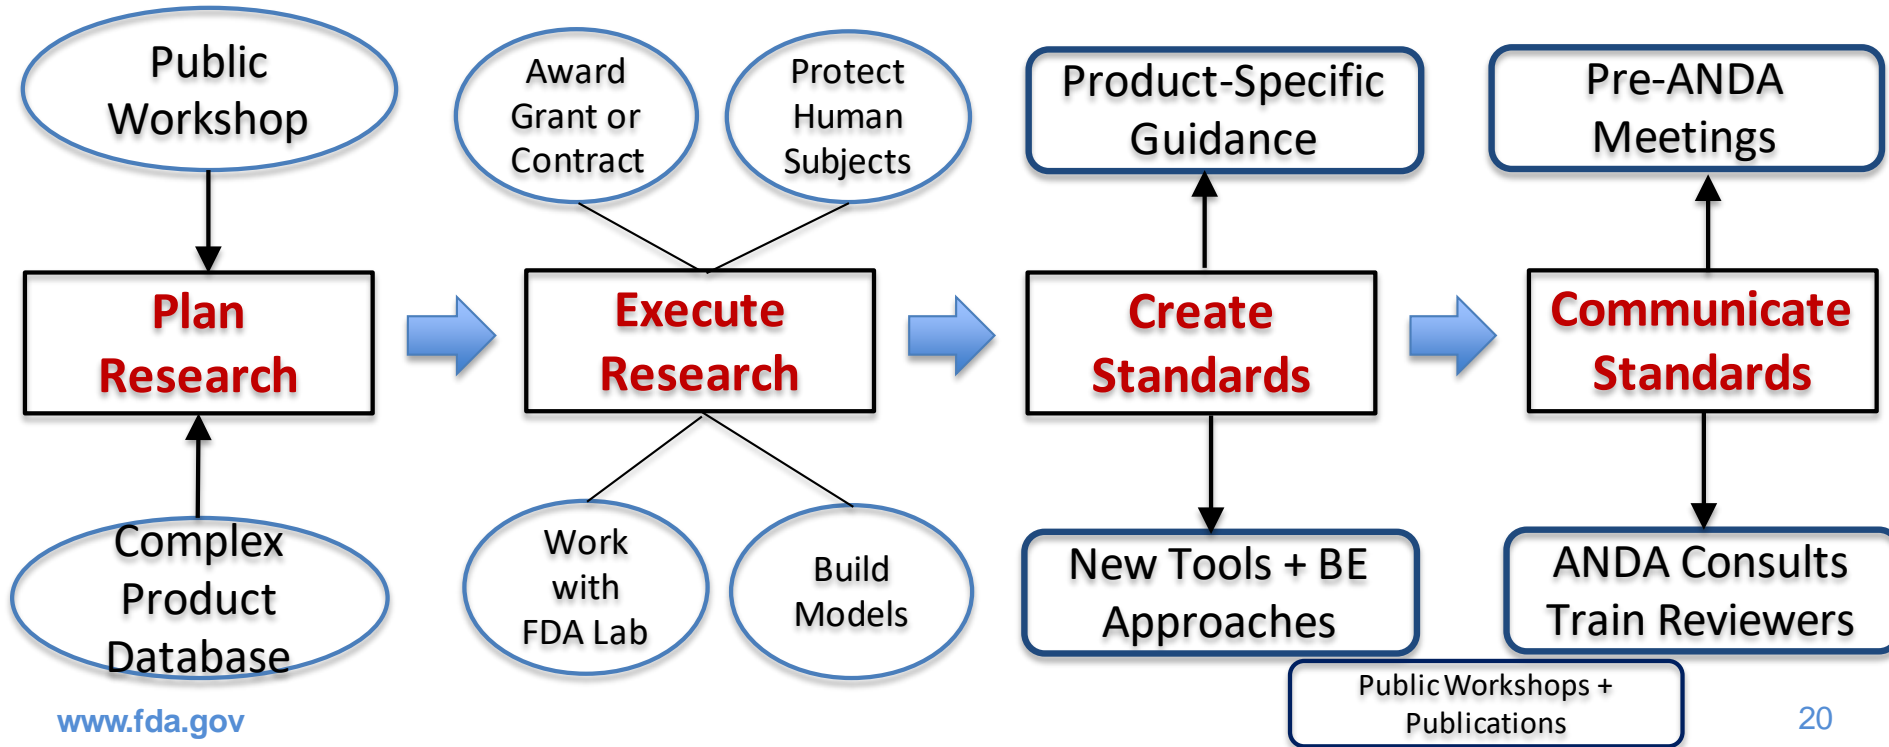 Public
Workshop
Award
Grant or
Contract
Protect
Human
Subjects
Product-Specific
Guidance
Pre-ANDA
Meetings
Plan
Research
Execute
Research
Create
Standards
Communicate
Standards
Complex
Product
Database
Work
with
FDA Lab
Build
Models
New Tools + BE
Approaches
ANDA Consults
Train Reviewers
Public Workshops +
Publications
www.fda.gov
20